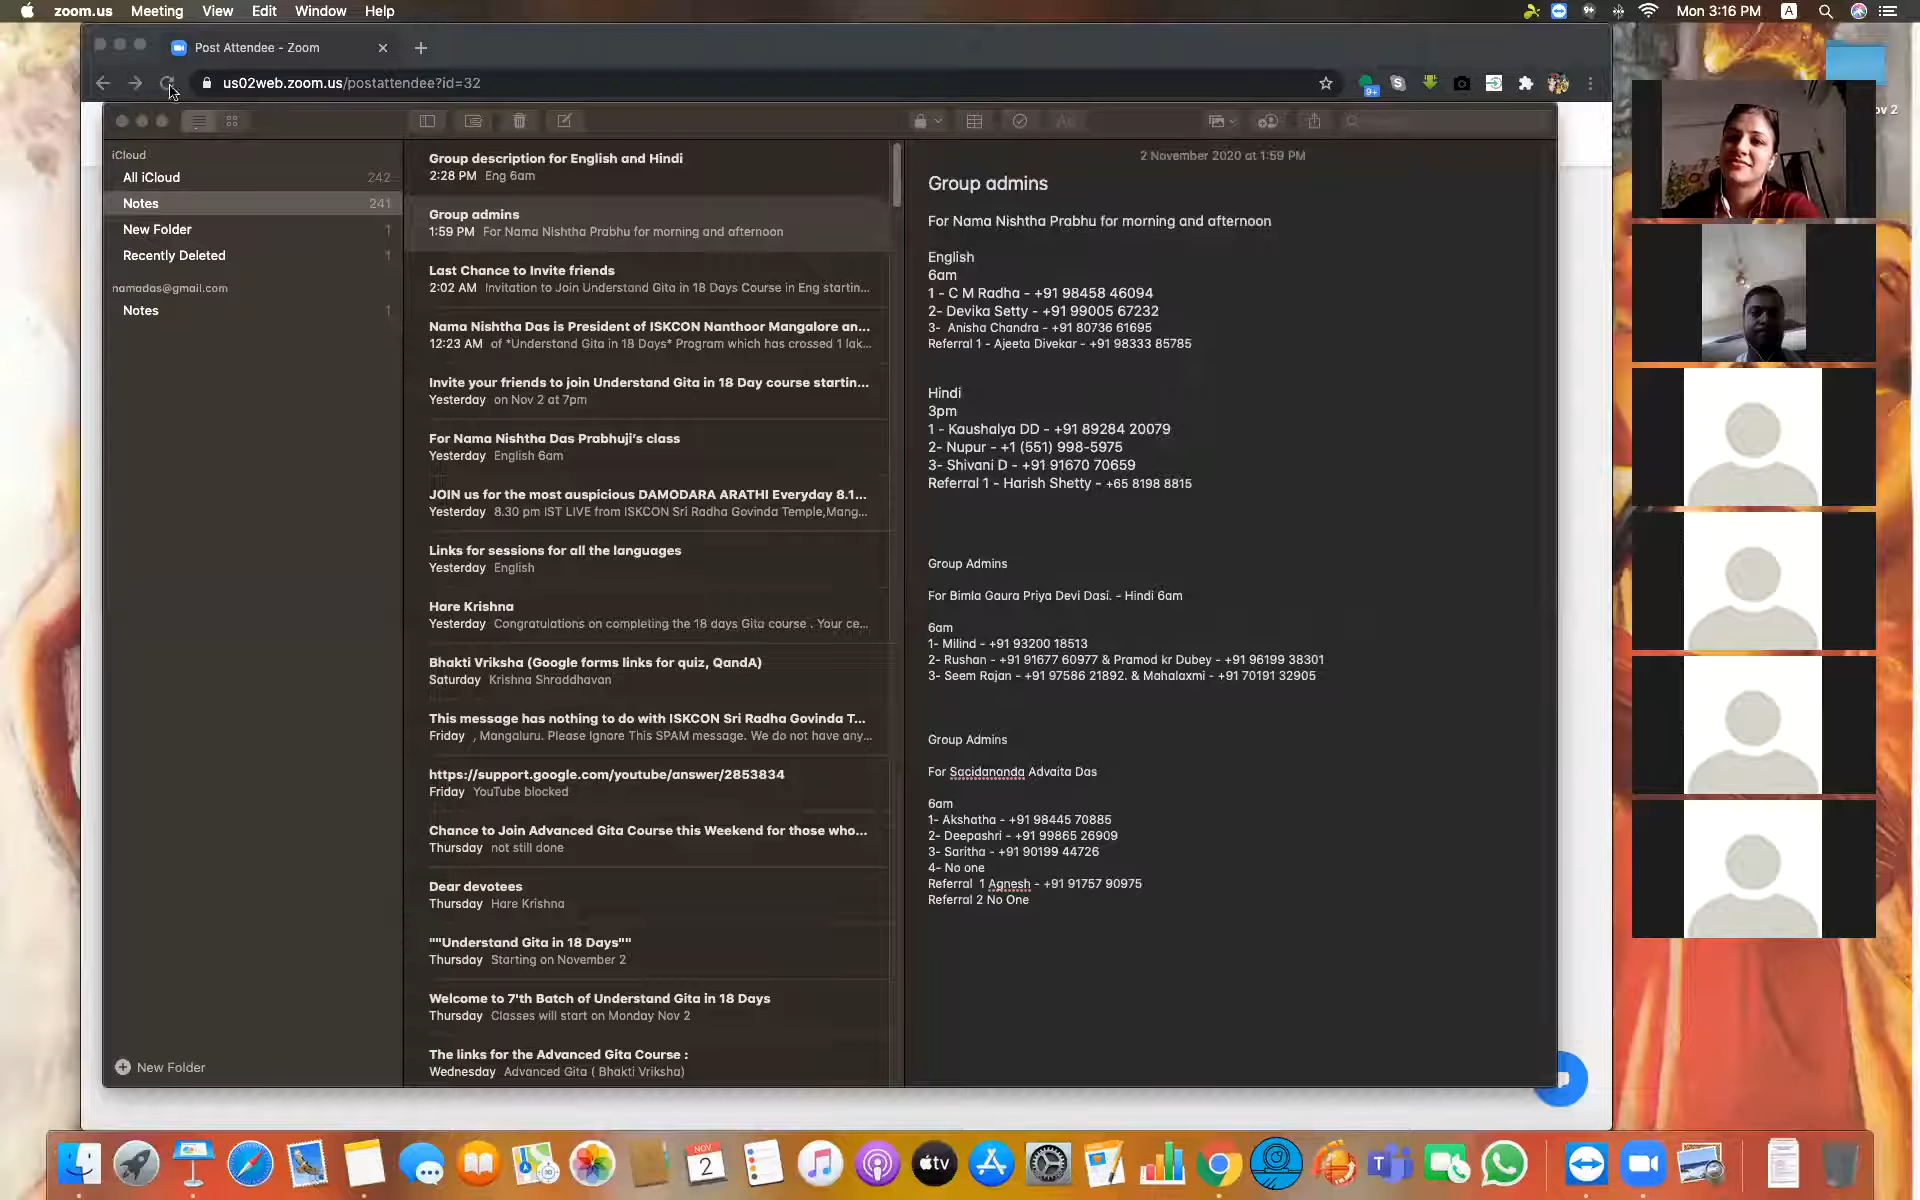 zoom.us Meeting View Edit Window Help
Mon 3:16 PM
Post Attendee - Zoom
us02web.zoom.us/postattendee?id=32
iCloud
All iCloud 242
Notes 241
New Folder 1
Recently Deleted 1
namadas@gmail.com
Notes 1
New Folder
Group description for English and Hindi
2:28 PM Eng 6am
Group admins
1:59 PM For Nama Nishtha Prabhu for morning and afternoon
Last Chance to Invite friends
2:02 AM Invitation to Join Understand Gita in 18 Days Course in Eng startin...
Nama Nishtha Das is President of ISKCON Nanthoor Mangalore an...
12:23 AM of *Understand Gita in 18 Days* Program which has crossed 1 lak...
Invite your friends to join Understand Gita in 18 Day course startin...
Yesterday on Nov 2 at 7pm
For Nama Nishtha Das Prabhuji's class
Yesterday English 6am
JOIN us for the most auspicious DAMODARA ARATHI Everyday 8.1...
Yesterday 8.30 pm IST LIVE from ISKCON Sri Radha Govinda Temple,Mang...
Links for sessions for all the languages
Yesterday English
Hare Krishna
Yesterday Congratulations on completing the 18 days Gita course . Your ce...
Bhakti Vriksha (Google forms links for quiz, QandA)
Saturday Krishna Shraddhavan
This message has nothing to do with ISKCON Sri Radha Govinda T...
Friday , Mangaluru. Please Ignore This SPAM message. We do not have any...
https://support.google.com/youtube/answer/2853834
Friday YouTube blocked
Chance to Join Advanced Gita Course this Weekend for those who...
Thursday not still done
Dear devotees
Thursday Hare Krishna
""Understand Gita in 18 Days""
Thursday Starting on November 2
Welcome to 7'th Batch of Understand Gita in 18 Days
Thursday Classes will start on Monday Nov 2
The links for the Advanced Gita Course :
Wednesday Advanced Gita ( Bhakti Vriksha)
2 November 2020 at 1:59 PM
Group admins
For Nama Nishtha Prabhu for morning and afternoon
English
6am
1 - C M Radha - +91 98458 46094
2- Devika Setty - +91 99005 67232
3- Anisha Chandra - +91 80736 61695
Referral 1 - Ajeeta Divekar - +91 98333 85785
Hindi
3pm
1 - Kaushalya DD - +91 89284 20079
2- Nupur - +1 (551) 998-5975
3- Shivani D - +91 91670 70659
Referral 1 - Harish Shetty - +65 8198 8815
Group Admins
For Bimla Gaura Priya Devi Dasi. - Hindi 6am
6am
1- Milind - +91 93200 18513
2- Rushan - +91 91677 60977 & Pramod kr Dubey - +91 96199 38301
3- Seem Rajan - +91 97586 21892. & Mahalaxmi - +91 70191 32905
Group Admins
For Sacidananda Advaita Das
6am
1- Akshatha - +91 98445 70885
2- Deepashri - +91 99865 26909
3- Saritha - +91 90199 44726
4- No one
Referral 1 Agnesh - +91 91757 90975
Referral 2 No One
ov 2
NOV
2
tv